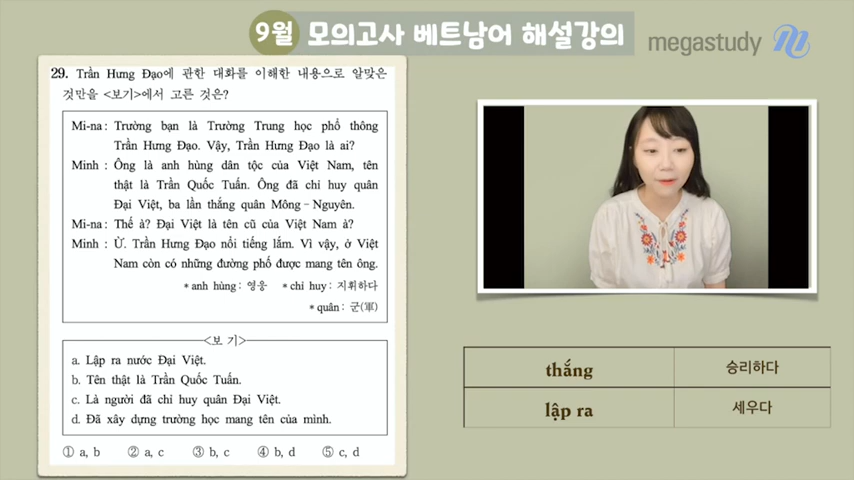 9월 모의고사 베트남어 해설강의
megastudy
29. Trần Hưng Đạo에 관한 대화를 이해한 내용으로 알맞은
것만을 <보기>에서 고른 것은?
Mi-na : Trường bạn là Trường Trung học phổ thông
Trần Hưng Đạo. Vậy, Trần Hưng Đạo là ai?
Minh : Ông là anh hùng dân tộc của Việt Nam, tên
thật là Trần Quốc Tuấn. Ông đã chỉ huy quân
Đại Việt, ba lần thắng quân Mông – Nguyên.
Mi-na : Thế à? Đại Việt là tên cũ của Việt Nam à?
Minh : Ừ. Trần Hưng Đạo nổi tiếng lắm. Vì vậy, ở Việt
Nam còn có những đường phố được mang tên ông.
* anh hùng : 영웅 * chỉ huy : 지휘하다
* quân : 군(軍)
<보 기>
a. Lập ra nước Đại Việt.
b. Tên thật là Trần Quốc Tuấn.
c. Là người đã chỉ huy quân Đại Việt.
d. Đã xây dựng trường học mang tên của mình.
① a, b ② a, c ③ b, c ④ b, d ⑤ c, d
thắng 승리하다
lập ra 세우다